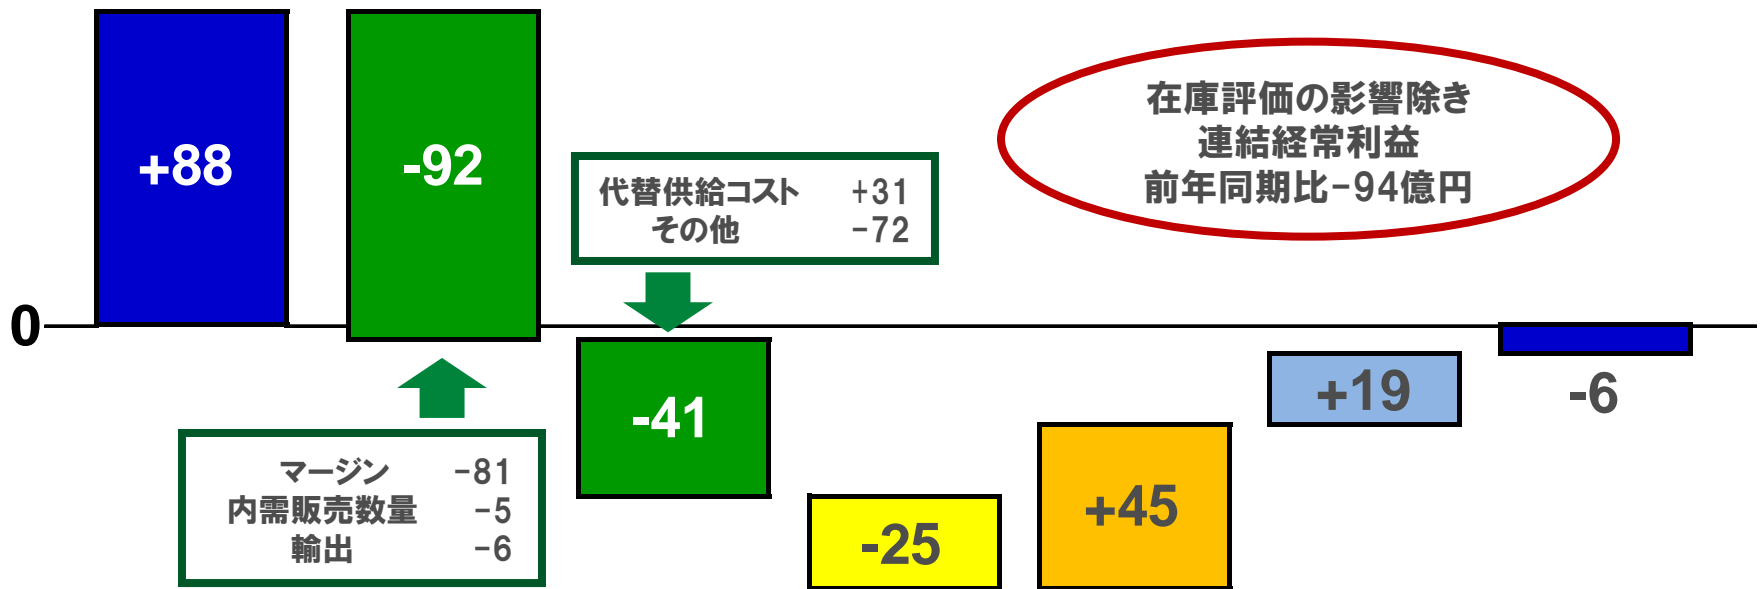 +88
-92
代替供給コスト +31
その他 -72
在庫評価の影響除き
連結経常利益
前年同期比-94億円
0
-41
+19
-6
マージン -81
内需販売数量 -5
輸出 -6
-25
+45